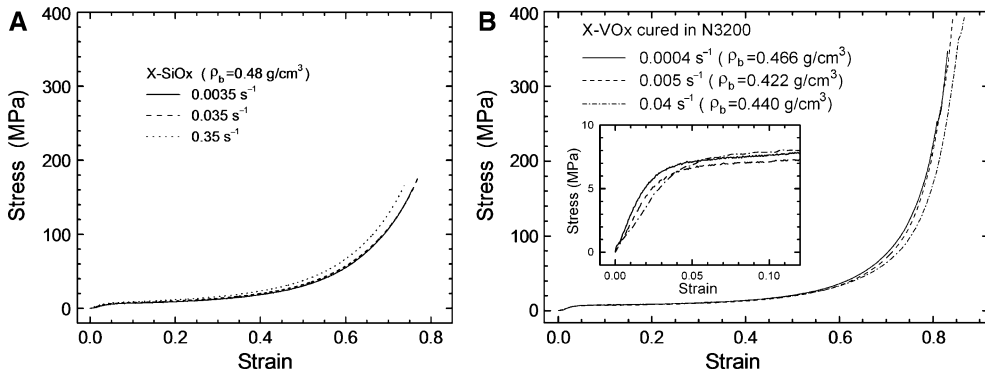 A
400
300
200
100
0
Stress (MPa)
X-SiOx (ρb=0.48 g/cm³)
0.0035 s⁻¹
0.035 s⁻¹
0.35 s⁻¹
0.0 0.2 0.4 0.6 0.8
Strain
B
400
300
200
100
0
Stress (MPa)
X-VOx cured in N3200
0.0004 s⁻¹ (ρb=0.466 g/cm³)
0.005 s⁻¹ (ρb=0.422 g/cm³)
0.04 s⁻¹ (ρb=0.440 g/cm³)
10
5
0
Stress (MPa)
0.00 0.05 0.10
Strain
0.0 0.2 0.4 0.6 0.8
Strain